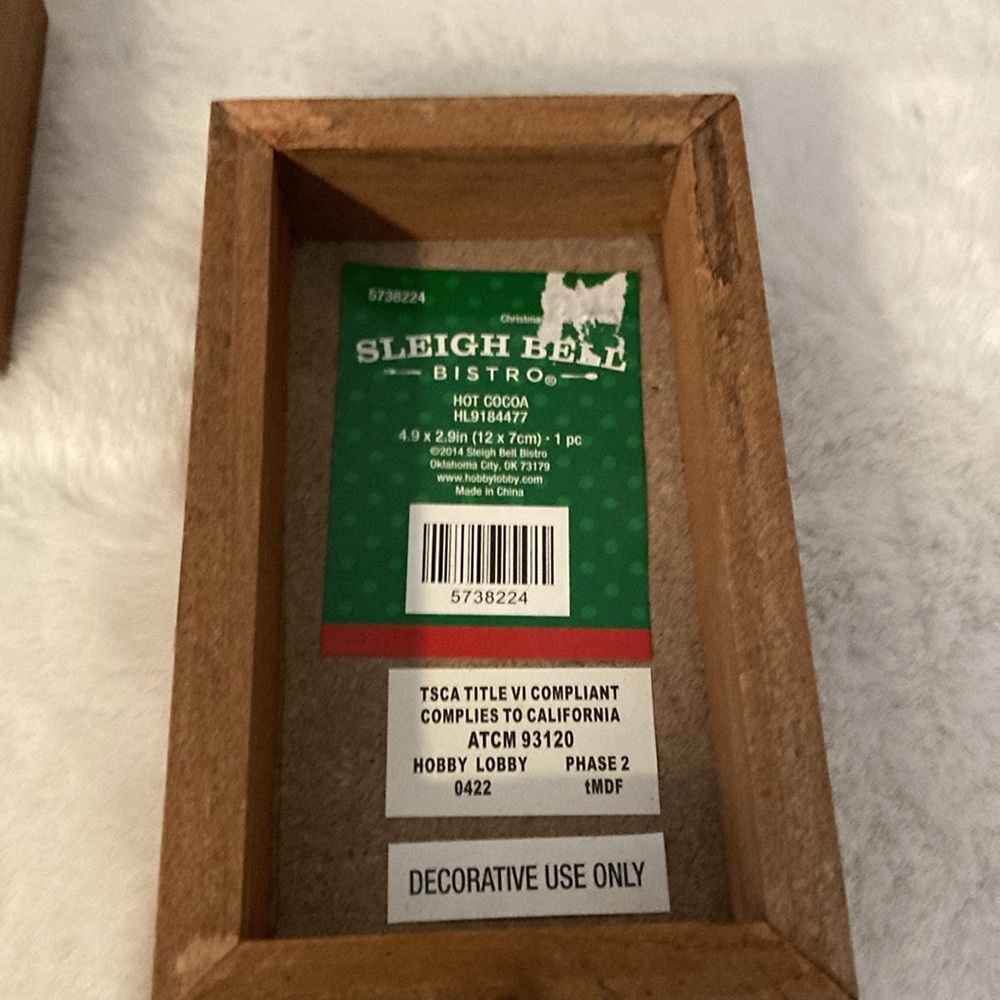 5738224
Christmas
SLEIGH BELL
BISTRO®
HOT COCOA
HL9184477
4.9 x 2.9in (12 x 7cm) • 1 pc
©2014 Sleigh Bell Bistro
Oklahoma City, OK 73179
www.hobbylobby.com
Made in China
5738224
TSCA TITLE VI COMPLIANT
COMPLIES TO CALIFORNIA
ATCM 93120
HOBBY LOBBY PHASE 2
0422 tMDF
DECORATIVE USE ONLY